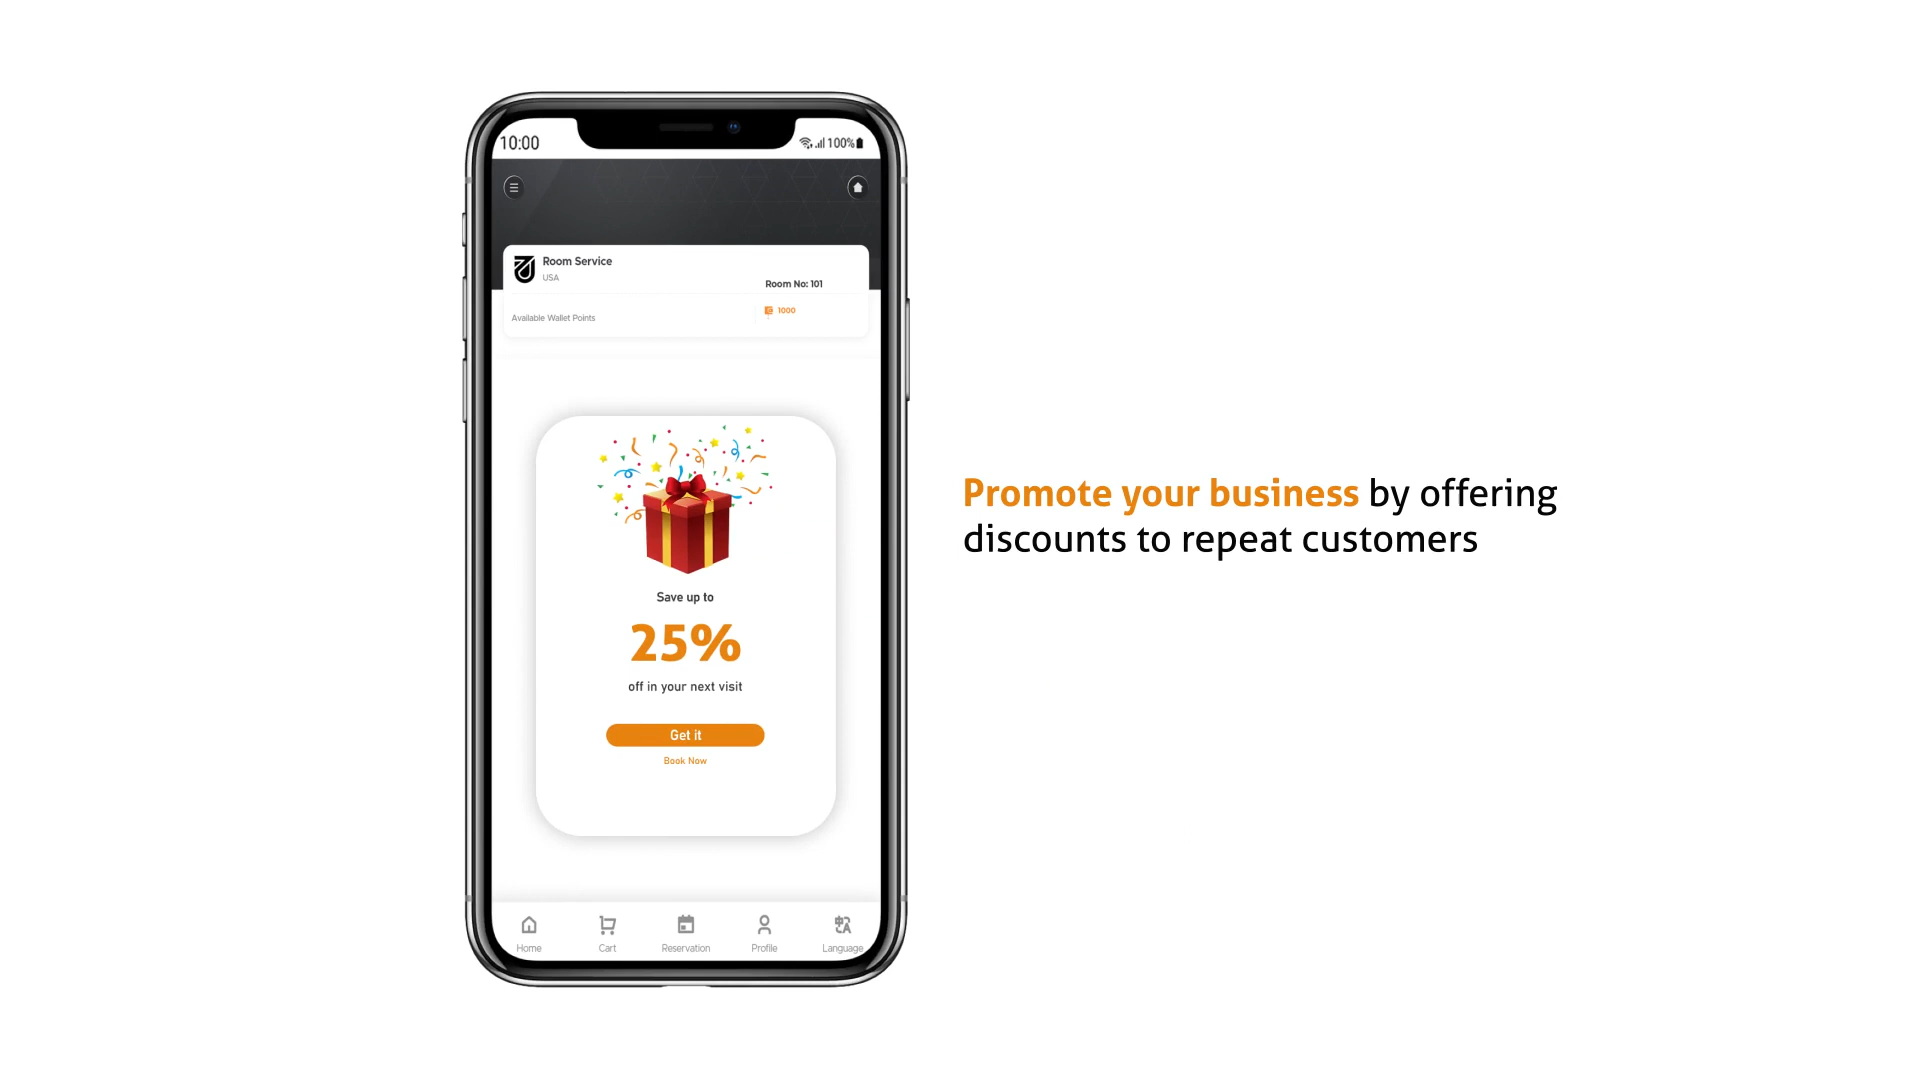 10:00
100%
Room Service
USA
Room No: 101
Available Wallet Points
1000
Save up to
25%
off in your next visit
Get it
Book Now
Home
Cart
Reservation
Profile
Language
Promote your business by offering
discounts to repeat customers